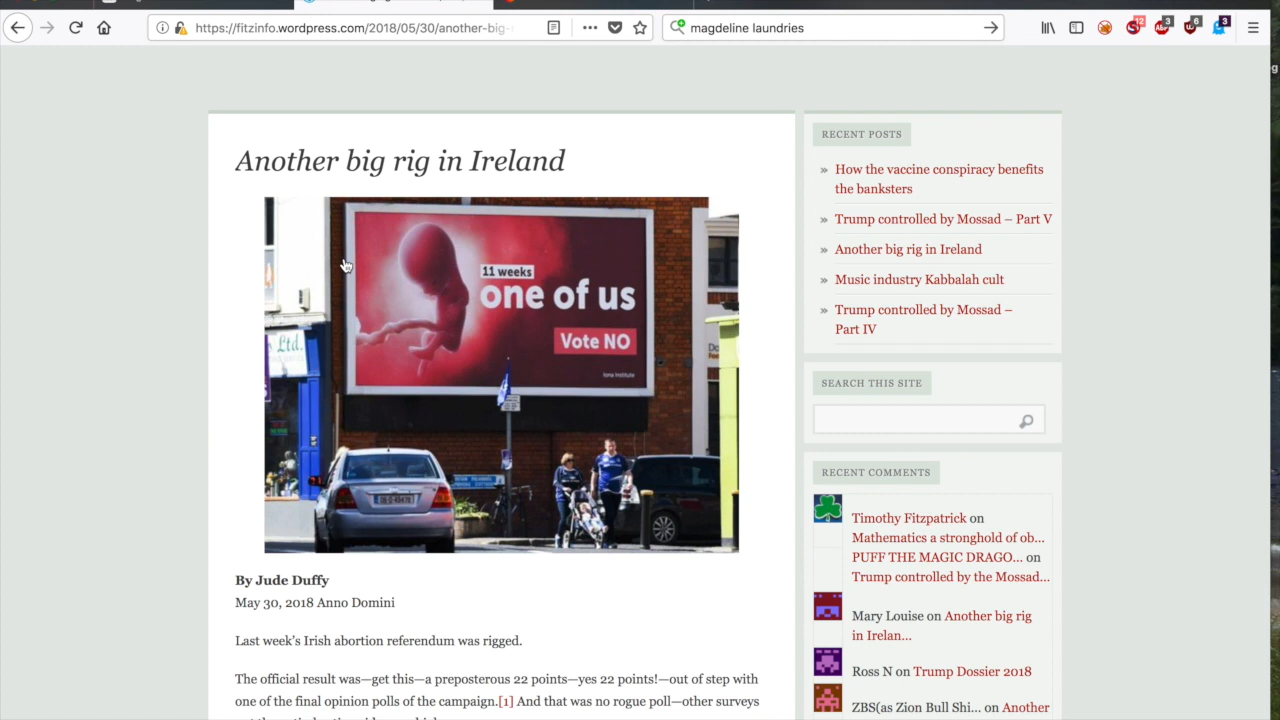 https://fitzinfo.wordpress.com/2018/05/30/another-big-r
magdeline laundries
12
3
6
3
Another big rig in Ireland
11 weeks
one of us
Vote NO
Iona Institute
Ltd.
By Jude Duffy
May 30, 2018 Anno Domini
Last week's Irish abortion referendum was rigged.
The official result was—get this—a preposterous 22 points—yes 22 points!—out of step with
one of the final opinion polls of the campaign.[1] And that was no rogue poll—other surveys
RECENT POSTS
» How the vaccine conspiracy benefits
the banksters
» Trump controlled by Mossad – Part V
» Another big rig in Ireland
» Music industry Kabbalah cult
» Trump controlled by Mossad –
Part IV
SEARCH THIS SITE
RECENT COMMENTS
Timothy Fitzpatrick on
Mathematics a stronghold of ob...
PUFF THE MAGIC DRAGO... on
Trump controlled by the Mossad...
Mary Louise on Another big rig
in Irelan...
Ross N on Trump Dossier 2018
ZBS(as Zion Bull Shi... on Another